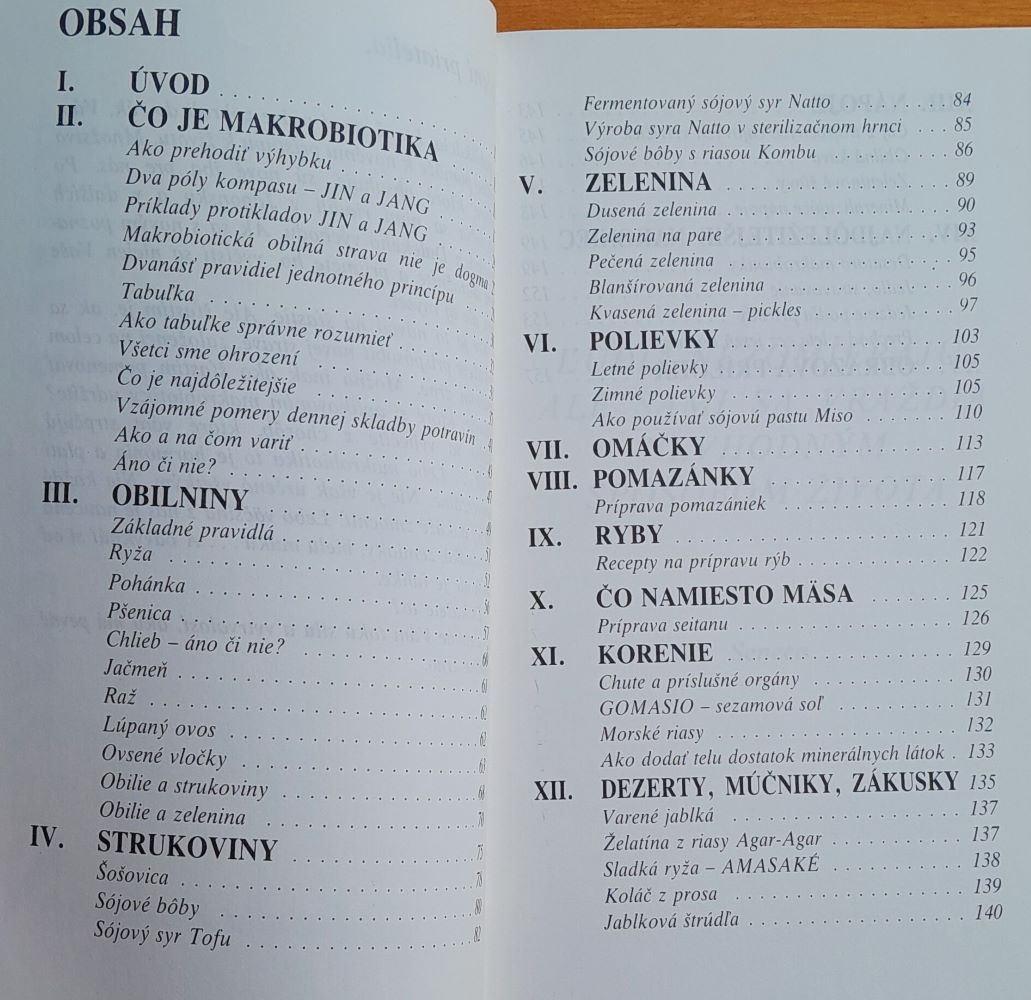 OBSAH
I. ÚVOD
II. ČO JE MAKROBIOTIKA
Ako prehodiť výhybku
Dva póly kompasu – JIN a JANG
Príklady protikladov JIN a JANG
Makrobiotická obilná strava nie je dogma
Dvanásť pravidiel jednotného princípu
Tabuľka
Ako tabuľke správne rozumieť
Všetci sme ohrození
Čo je najdôležitejšie
Vzájomné pomery dennej skladby potravín
Ako a na čom variť
Áno či nie?
III. OBILNINY
Základné pravidlá
Ryža
Pohánka
Pšenica
Chlieb – áno či nie?
Jačmeň
Raž
Lúpaný ovos
Ovsené vločky
Obilie a strukoviny
Obilie a zelenina
IV. STRUKOVINY 75
Šošovica
Sójové bôby 80
Sójový syr Tofu 82
Fermentovaný sójový syr Natto 84
Výroba syra Natto v sterilizačnom hrnci 85
Sójové bôby s riasou Kombu 86
V. ZELENINA 89
Dusená zelenina 90
Zelenina na pare 93
Pečená zelenina 95
Blanšírovaná zelenina 96
Kvasená zelenina – pickles 97
VI. POLIEVKY 103
Letné polievky 105
Zimné polievky 105
Ako používať sójovú pastu Miso 110
VII. OMÁČKY 113
VIII. POMAZÁNKY 117
Príprava pomazániek 118
IX. RYBY 121
Recepty na prípravu rýb 122
X. ČO NAMIESTO MÄSA 125
Príprava seitanu 126
XI. KORENIE 129
Chute a príslušné orgány 130
GOMASIO – sezamová soľ 131
Morské riasy 132
Ako dodať telu dostatok minerálnych látok 133
XII. DEZERTY, MÚČNIKY, ZÁKUSKY 135
Varené jablká 137
Želatína z riasy Agar-Agar 137
Sladká ryža – AMASAKÉ 138
Koláč z prosa 139
Jablková štrúdľa 140